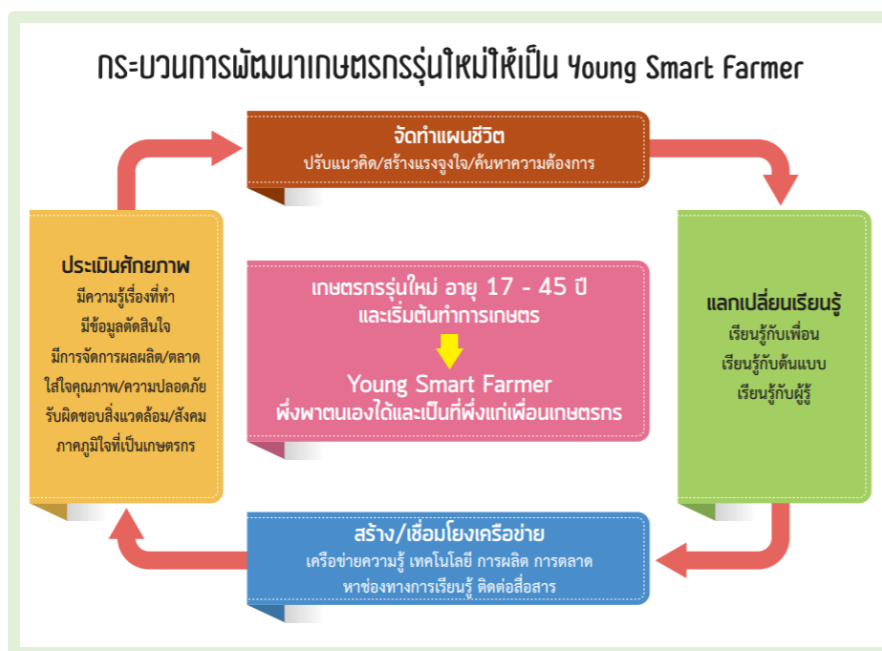 กระบวนการพัฒนาเกษตรกรรุ่นใหม่ให้เป็น Young Smart Farmer
จัดทำแผนชีวิต
ปรับแนวคิด/สร้างแรงจูงใจ/ค้นหาความต้องการ
ประเมินศักยภาพ
มีความรู้เรื่องที่ทำ
มีข้อมูลตัดสินใจ
มีการจัดการผลผลิต/ตลาด
ใส่ใจคุณภาพ/ความปลอดภัย
รับผิดชอบสิ่งแวดล้อม/สังคม
ภาคภูมิใจที่เป็นเกษตรกร
เกษตรกรรุ่นใหม่ อายุ 17 - 45 ปี
และเริ่มต้นทำการเกษตร
Young Smart Farmer
พึ่งพาตนเองได้และเป็นที่พึ่งแก่เพื่อนเกษตรกร
แลกเปลี่ยนเรียนรู้
เรียนรู้กับเพื่อน
เรียนรู้กับต้นแบบ
เรียนรู้กับผู้รู้
สร้าง/เชื่อมโยงเครือข่าย
เครือข่ายความรู้ เทคโนโลยี การผลิต การตลาด
หาช่องทางการเรียนรู้ ติดต่อสื่อสาร